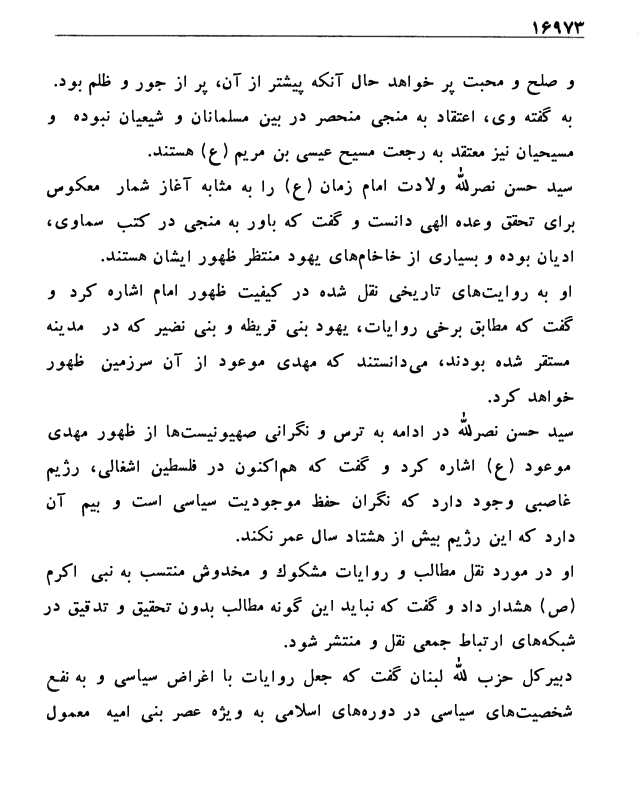 ۱۶۹۷۳
و صلح و محبت پر خواهد حال آنکه پیشتر از آن، پر از جور و ظلم بود.
به گفته وی، اعتقاد به منجی منحصر در بین مسلمانان و شیعیان نبوده و
مسیحیان نیز معتقد به رجعت مسیح عیسی بن مریم (ع) هستند.
سید حسن نصرﷲ ولادت امام زمان (ع) را به مثابه آغاز شمار معکوس
برای تحقق وعده الهی دانست و گفت که باور به منجی در کتب سماوی،
ادیان بوده و بسیاری از خاخام‌های یهود منتظر ظهور ایشان هستند.
او به روایت‌های تاریخی نقل شده در کیفیت ظهور امام اشاره کرد و
گفت که مطابق برخی روایات، یهود بنی قریظه و بنی نضیر که در مدینه
مستقر شده بودند، می‌دانستند که مهدی موعود از آن سرزمین ظهور
خواهد کرد.
سید حسن نصرﷲ در ادامه به ترس و نگرانی صهیونیست‌ها از ظهور مهدی
موعود (ع) اشاره کرد و گفت که هم‌اکنون در فلسطین اشغالی، رژیم
غاصبی وجود دارد که نگران حفظ موجودیت سیاسی است و بیم آن
دارد که این رژیم بیش از هشتاد سال عمر نکند.
او در مورد نقل مطالب و روایات مشکوك و مخدوش منتسب به نبی اکرم
(ص) هشدار داد و گفت که نباید این گونه مطالب بدون تحقیق و تدقیق در
شبکه‌های ارتباط جمعی نقل و منتشر شود.
دبیرکل حزب ﷲ لبنان گفت که جعل روایات با اغراض سیاسی و به نفع
شخصیت‌های سیاسی در دوره‌های اسلامی به ویژه عصر بنی امیه معمول